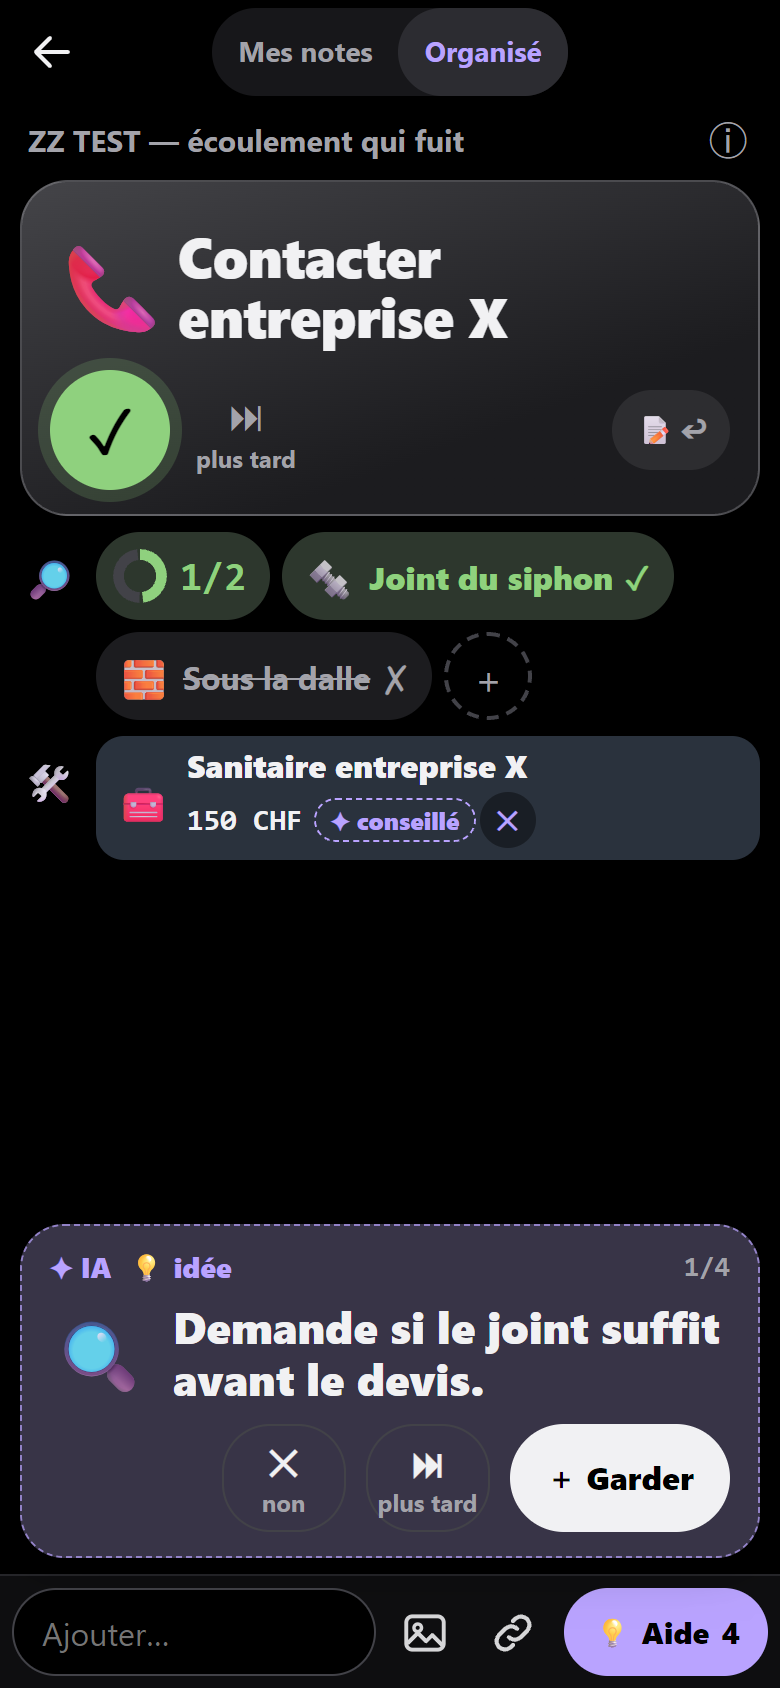 Mes notes
Organisé
ZZ TEST — écoulement qui fuit
Contacter
entreprise X
plus tard
1/2
Joint du siphon ✓
Sous la dalle ✗
+
Sanitaire entreprise X
150 CHF ✦ conseillé
✦ IA idée
1/4
Demande si le joint suffit
avant le devis.
non
plus tard
+ Garder
Ajouter...
Aide 4